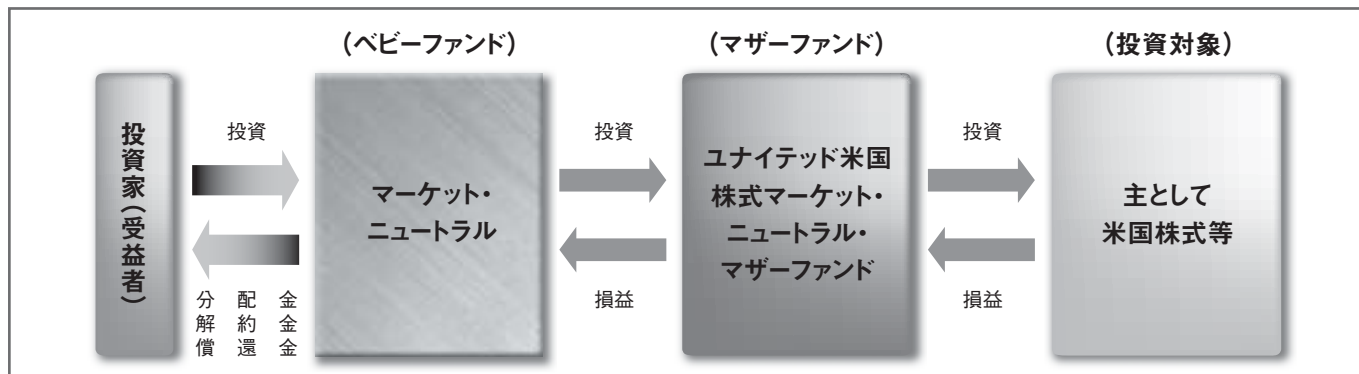 (ベビーファンド)
(マザーファンド)
(投資対象)
投資家(受益者)
投資
分配金
解約金
償還金
マーケット・
ニュートラル
投資
損益
ユナイテッド米国
株式マーケット・
ニュートラル・
マザーファンド
投資
損益
主として
米国株式等